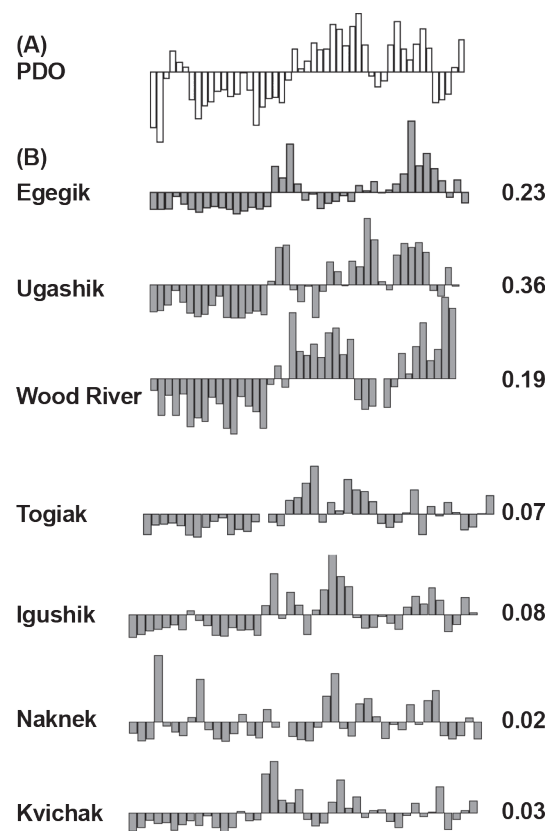 (A)
PDO
(B)
Egegik 0.23
Ugashik 0.36
Wood River 0.19
Togiak 0.07
Igushik 0.08
Naknek 0.02
Kvichak 0.03